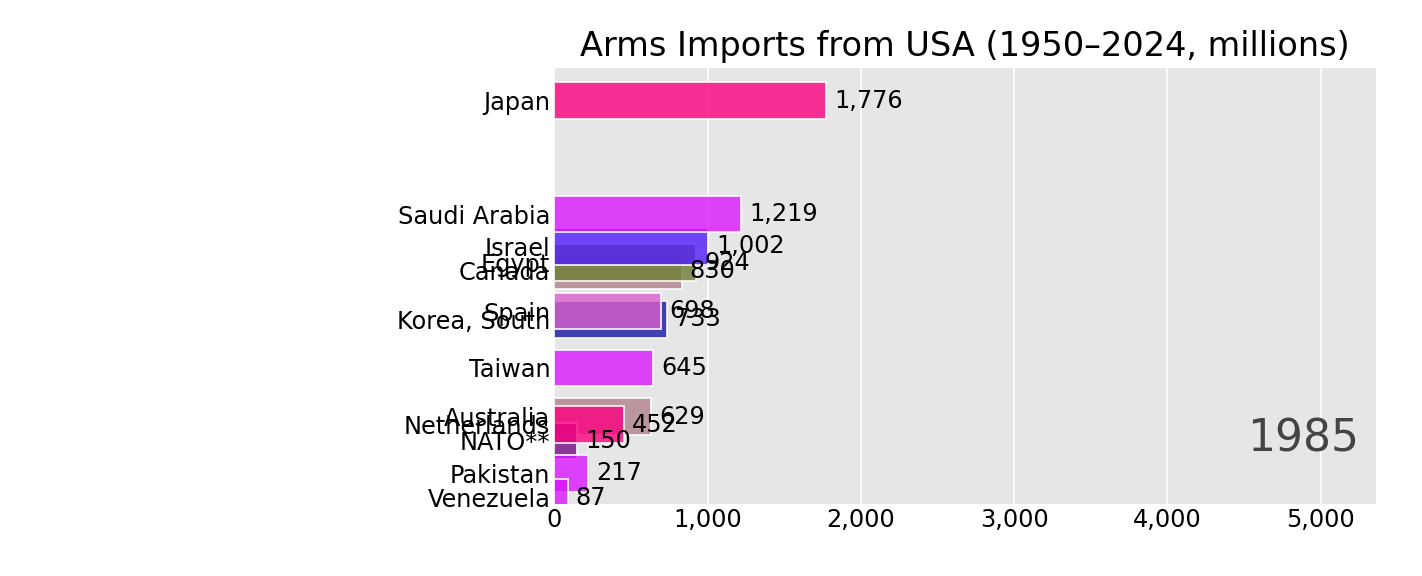 Arms Imports from USA (1950–2024, millions)
Japan 1,776
Saudi Arabia 1,219
Israel 1,002
Egypt 924
Canada 830
Spain 698
Korea, South 733
Taiwan 645
Australia 629
Netherlands 452
NATO** 150
1985
Pakistan 217
Venezuela 87
0 1,000 2,000 3,000 4,000 5,000